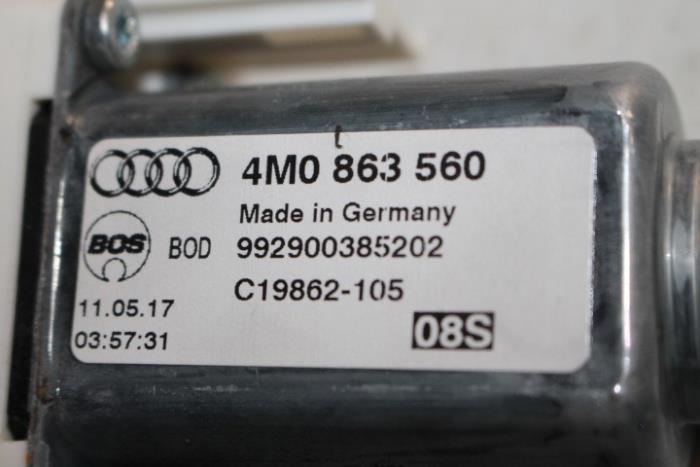 4M0 863 560
Made in Germany
BOS BOD 992900385202
C19862-105
11.05.17
03:57:31
08S